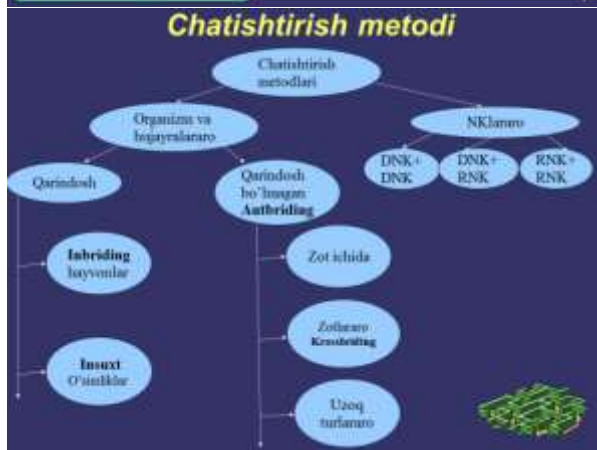 Chatishtirish metodi
Chatishtirish
metodlari
Organizm va
hujayralararo
NKlararo
DNK+
DNK
DNK+
RNK
RNK+
RNK
Qarindosh
Qarindosh
bo'lmagan
Autbriding
Inbriding
hayvonlar
Zot ichida
Zotlararo
Krossbriding
Insuxt
O'simliklar
Uzoq
turlararo